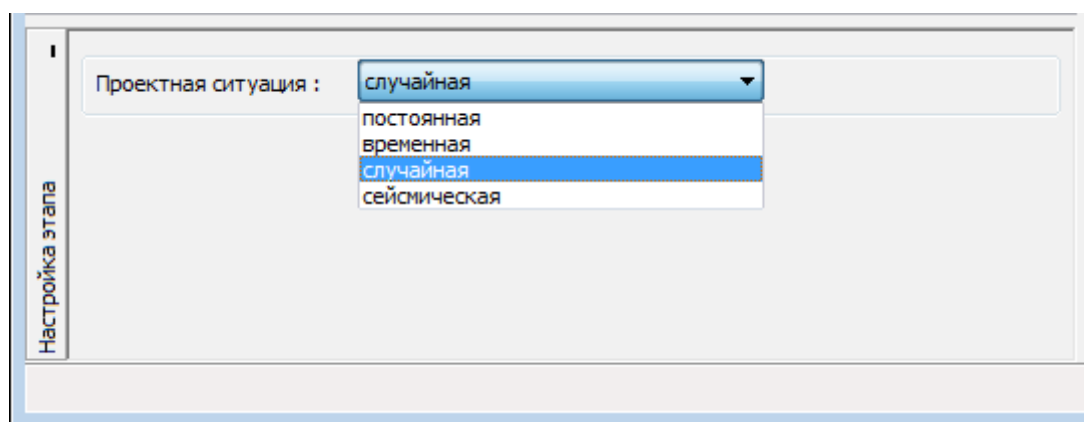 Проектная ситуация :
случайная
постоянная
временная
случайная
сейсмическая
Настройка этапа